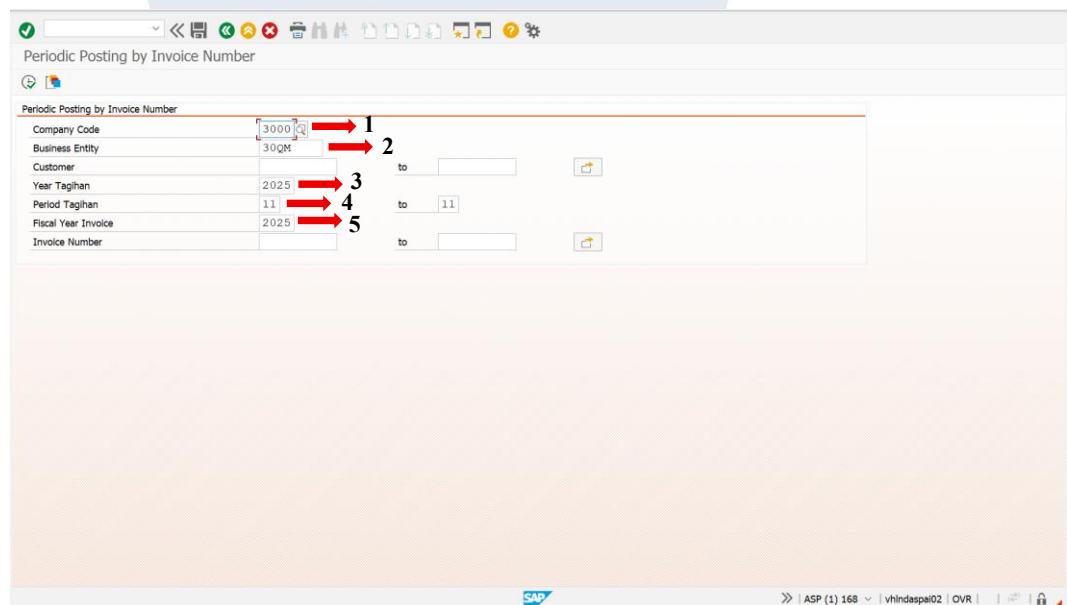 Periodic Posting by Invoice Number
Periodic Posting by Invoice Number
Company Code 3000 1
Business Entity 30QM 2
Customer to
Year Tagihan 2025 3
Period Tagihan 11 4 to 11
Fiscal Year Invoice 2025 5
Invoice Number to
SAP ASP (1) 168 vhlndaspai02 OVR